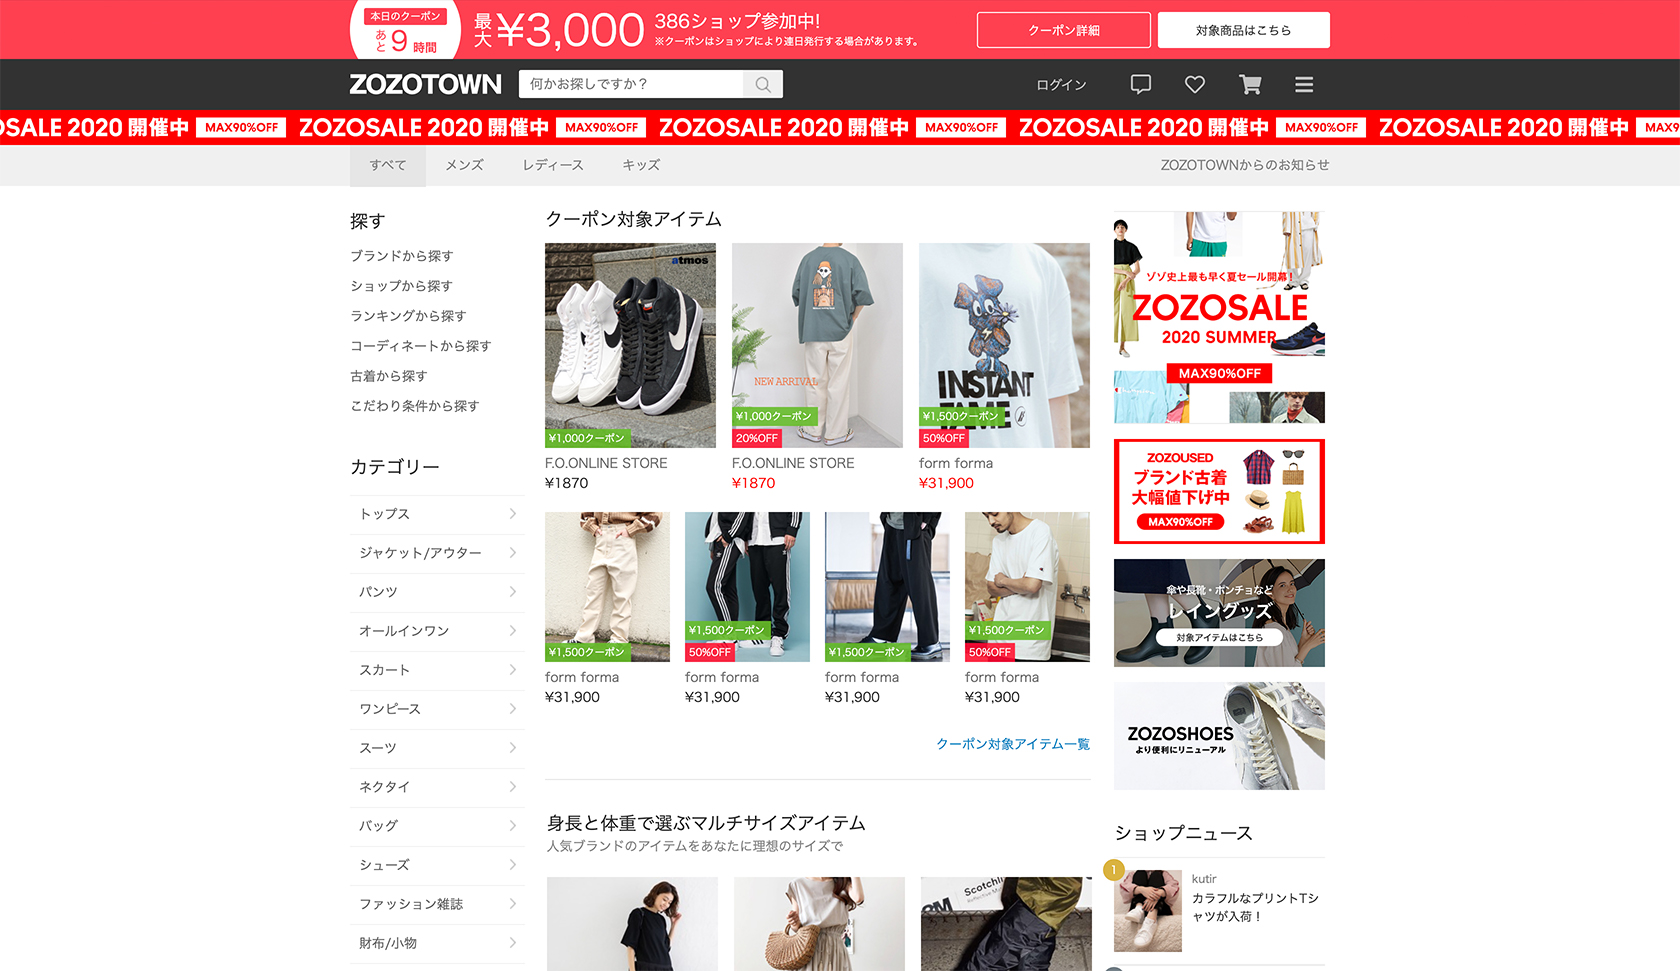 本日のクーポン
あと9時間
最大¥3,000
386ショップ参加中!
※クーポンはショップにより連日発行する場合があります。
クーポン詳細
対象商品はこちら
ZOZOTOWN
何かお探しですか？
ログイン
ZOZOSALE 2020 開催中 MAX90%OFF ZOZOSALE 2020 開催中 MAX90%OFF ZOZOSALE 2020 開催中 MAX90%OFF ZOZOSALE 2020 開催中 MAX90%OFF ZOZOSALE 2020 開催中 MAX9
すべて
メンズ
レディース
キッズ
ZOZOTOWNからのお知らせ
探す
ブランドから探す
ショップから探す
ランキングから探す
コーディネートから探す
古着から探す
こだわり条件から探す
カテゴリー
トップス
ジャケット/アウター
パンツ
オールインワン
スカート
ワンピース
スーツ
ネクタイ
バッグ
シューズ
ファッション雑誌
財布/小物
クーポン対象アイテム
atmos
¥1,000クーポン
F.O.ONLINE STORE
¥1870
NEW ARRIVAL
¥1,000クーポン
20%OFF
F.O.ONLINE STORE
¥1870
INSTANT
FAME
¥1,500クーポン
50%OFF
form forma
¥31,900
¥1,500クーポン
form forma
¥31,900
¥1,500クーポン
50%OFF
form forma
¥31,900
¥1,500クーポン
form forma
¥31,900
¥1,500クーポン
50%OFF
form forma
¥31,900
クーポン対象アイテム一覧
身長と体重で選ぶマルチサイズアイテム
人気ブランドのアイテムをあなたに理想のサイズで
Scotchli
ゾゾ史上最も早く夏セール開幕！
ZOZOSALE
2020 SUMMER
MAX90%OFF
ZOZOUSED
ブランド古着
大幅値下げ中
MAX90%OFF
傘や長靴・ポンチョなど
レイングッズ
対象アイテムはこちら
ZOZOSHOES
より便利にリニューアル
ショップニュース
1
kutir
カラフルなプリントTシ
ャツが入荷！